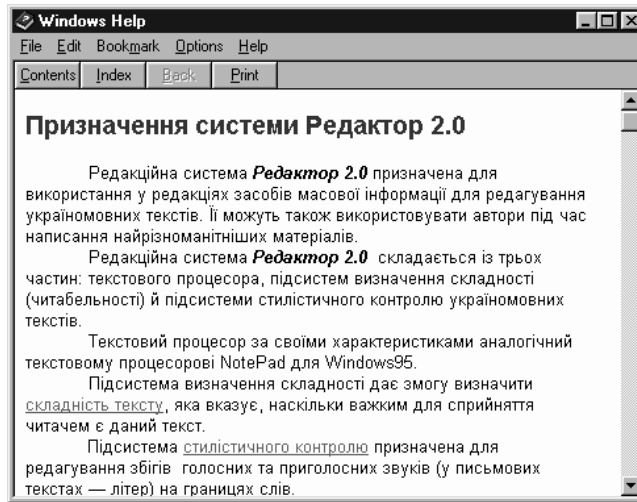 Windows Help
File Edit Bookmark Options Help
Contents Index Back Print
Призначення системи Редактор 2.0
Редакційна система Редактор 2.0 призначена для
використання у редакціях засобів масової інформації для редагування
україномовних текстів. Її можуть також використовувати автори під час
написання найрізноманітніших матеріалів.
Редакційна система Редактор 2.0 складається із трьох
частин: текстового процесора, підсистем визначення складності
(читабельності) й підсистеми стилістичного контролю україномовних
текстів.
Текстовий процесор за своїми характеристиками аналогічний
текстовому процесорові NotePad для Windows95.
Підсистема визначення складності дає змогу визначити
складність тексту, яка вказує, наскільки важким для сприйняття
читачем є даний текст.
Підсистема стилістичного контролю призначена для
редагування збігів голосних та приголосних звуків (у письмових
текстах — літер) на границях слів.